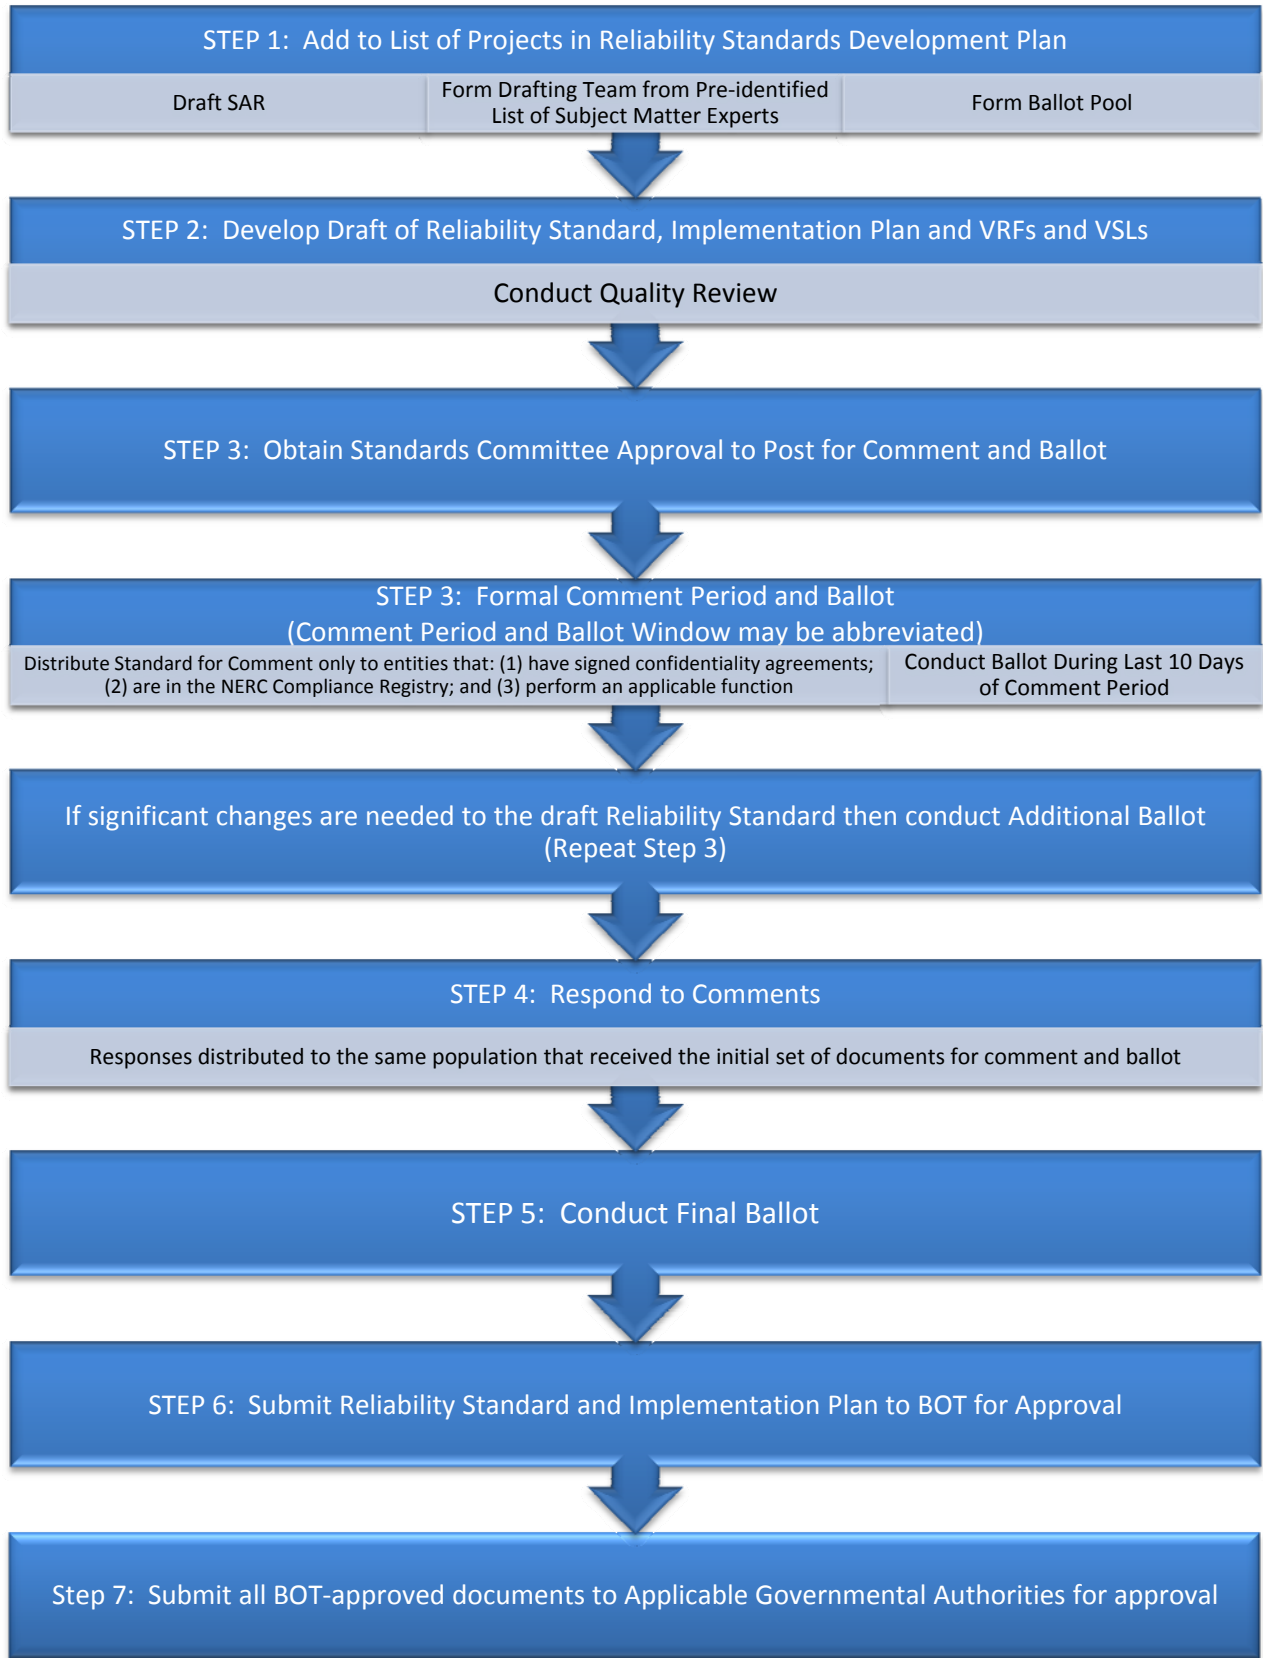 STEP 1: Add to List of Projects in Reliability Standards Development Plan
Draft SAR
Form Drafting Team from Pre-identified
List of Subject Matter Experts
Form Ballot Pool
STEP 2: Develop Draft of Reliability Standard, Implementation Plan and VRFs and VSLs
Conduct Quality Review
STEP 3: Obtain Standards Committee Approval to Post for Comment and Ballot
STEP 3: Formal Comment Period and Ballot
(Comment Period and Ballot Window may be abbreviated)
Distribute Standard for Comment only to entities that: (1) have signed confidentiality agreements;
(2) are in the NERC Compliance Registry; and (3) perform an applicable function
Conduct Ballot During Last 10 Days
of Comment Period
If significant changes are needed to the draft Reliability Standard then conduct Additional Ballot
(Repeat Step 3)
STEP 4: Respond to Comments
Responses distributed to the same population that received the initial set of documents for comment and ballot
STEP 5: Conduct Final Ballot
STEP 6: Submit Reliability Standard and Implementation Plan to BOT for Approval
Step 7: Submit all BOT-approved documents to Applicable Governmental Authorities for approval